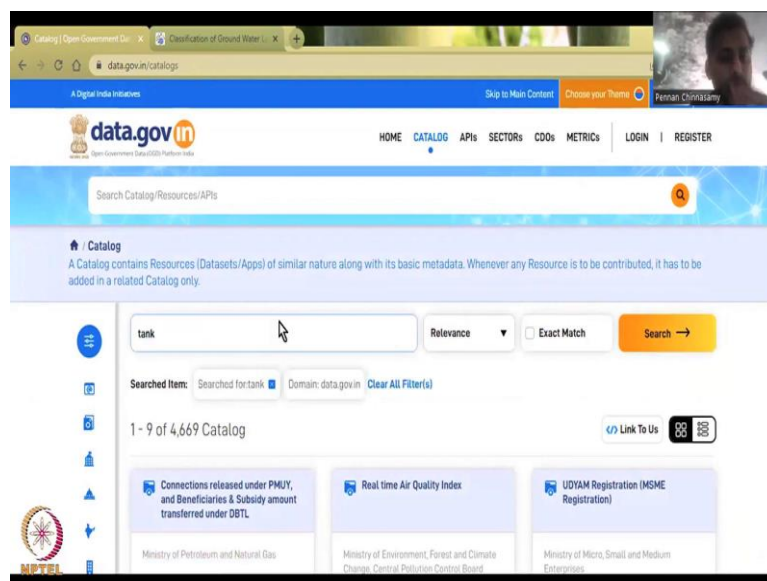 Catalog | Open Government Da
Classification of Ground Water L
data.gov.in/catalogs
A Digital India Initiatives
Skip to Main Content
Choose your Theme
Pennan Chinnasamy
data.gov in
Open Government Data (OGD) Platform India
HOME CATALOG APIs SECTORs CDOs METRICs LOGIN | REGISTER
Search Catalog/Resources/APIs
/ Catalog
A Catalog contains Resources (Datasets/Apps) of similar nature along with its basic metadata. Whenever any Resource is to be contributed, it has to be
added in a related Catalog only.
tank
Relevance
Exact Match
Search
Searched Item: Searched for:tank Domain: data.gov.in Clear All Filter(s)
1 - 9 of 4,669 Catalog
Link To Us
Connections released under PMUY,
and Beneficiaries & Subsidy amount
transferred under DBTL
Ministry of Petroleum and Natural Gas
Real time Air Quality Index
Ministry of Environment, Forest and Climate
Change, Central Pollution Control Board
UDYAM Registration (MSME
Registration)
Ministry of Micro, Small and Medium
Enterprises
NPTEL